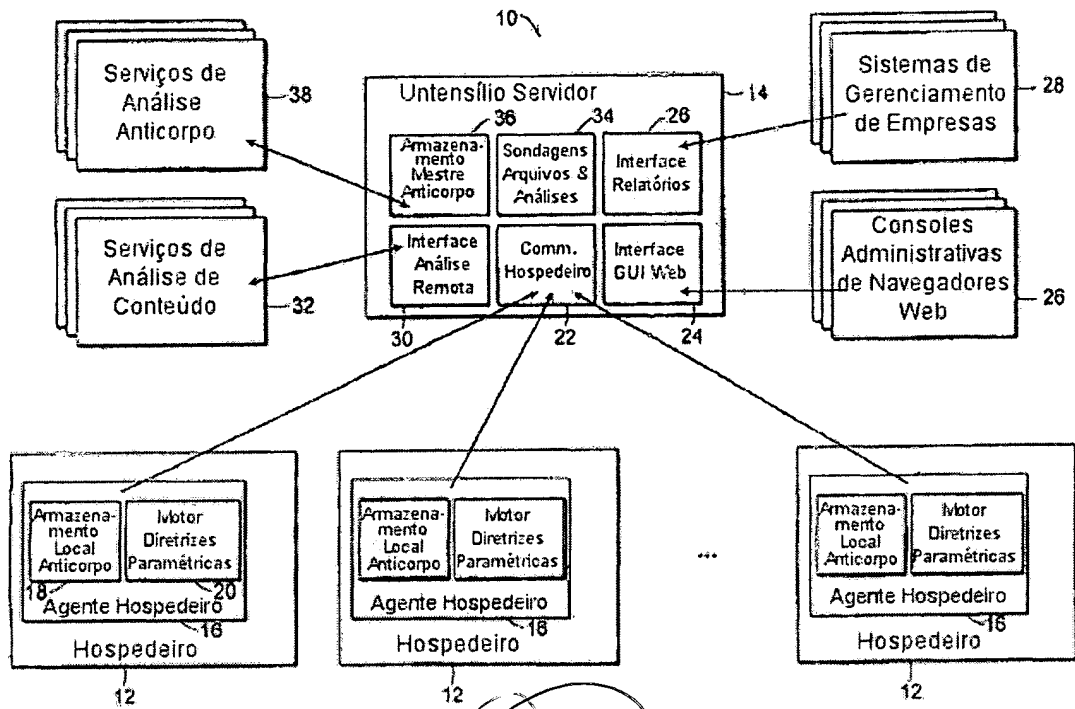 10
Serviços de
Análise
Anticorpo
38
Untensílio Servidor
14
36
34
26
Armazena-
mento
Mestre
Anticorpo
Sondagens
Arquivos &
Análises
Interface
Relatórios
Sistemas de
Gerenciamento
de Empresas
28
Serviços de
Análise de
Conteúdo
32
Interface
Análise
Remota
Comm.
Hospedeiro
Interface
GUI Web
30
22
24
Consoles
Administrativas
de Navegadores
Web
26
Armazena-
mento
Local
Anticorpo
18
Motor
Diretrizes
Paramétricas
20
Agente Hospedeiro
16
Hospedeiro
12
Armazena-
mento
Local
Anticorpo
Motor
Diretrizes
Paramétricas
Agente Hospedeiro
16
Hospedeiro
12
...
Armazena-
mento
Local
Anticorpo
Motor
Diretrizes
Paramétricas
Agente Hospedeiro
16
Hospedeiro
12